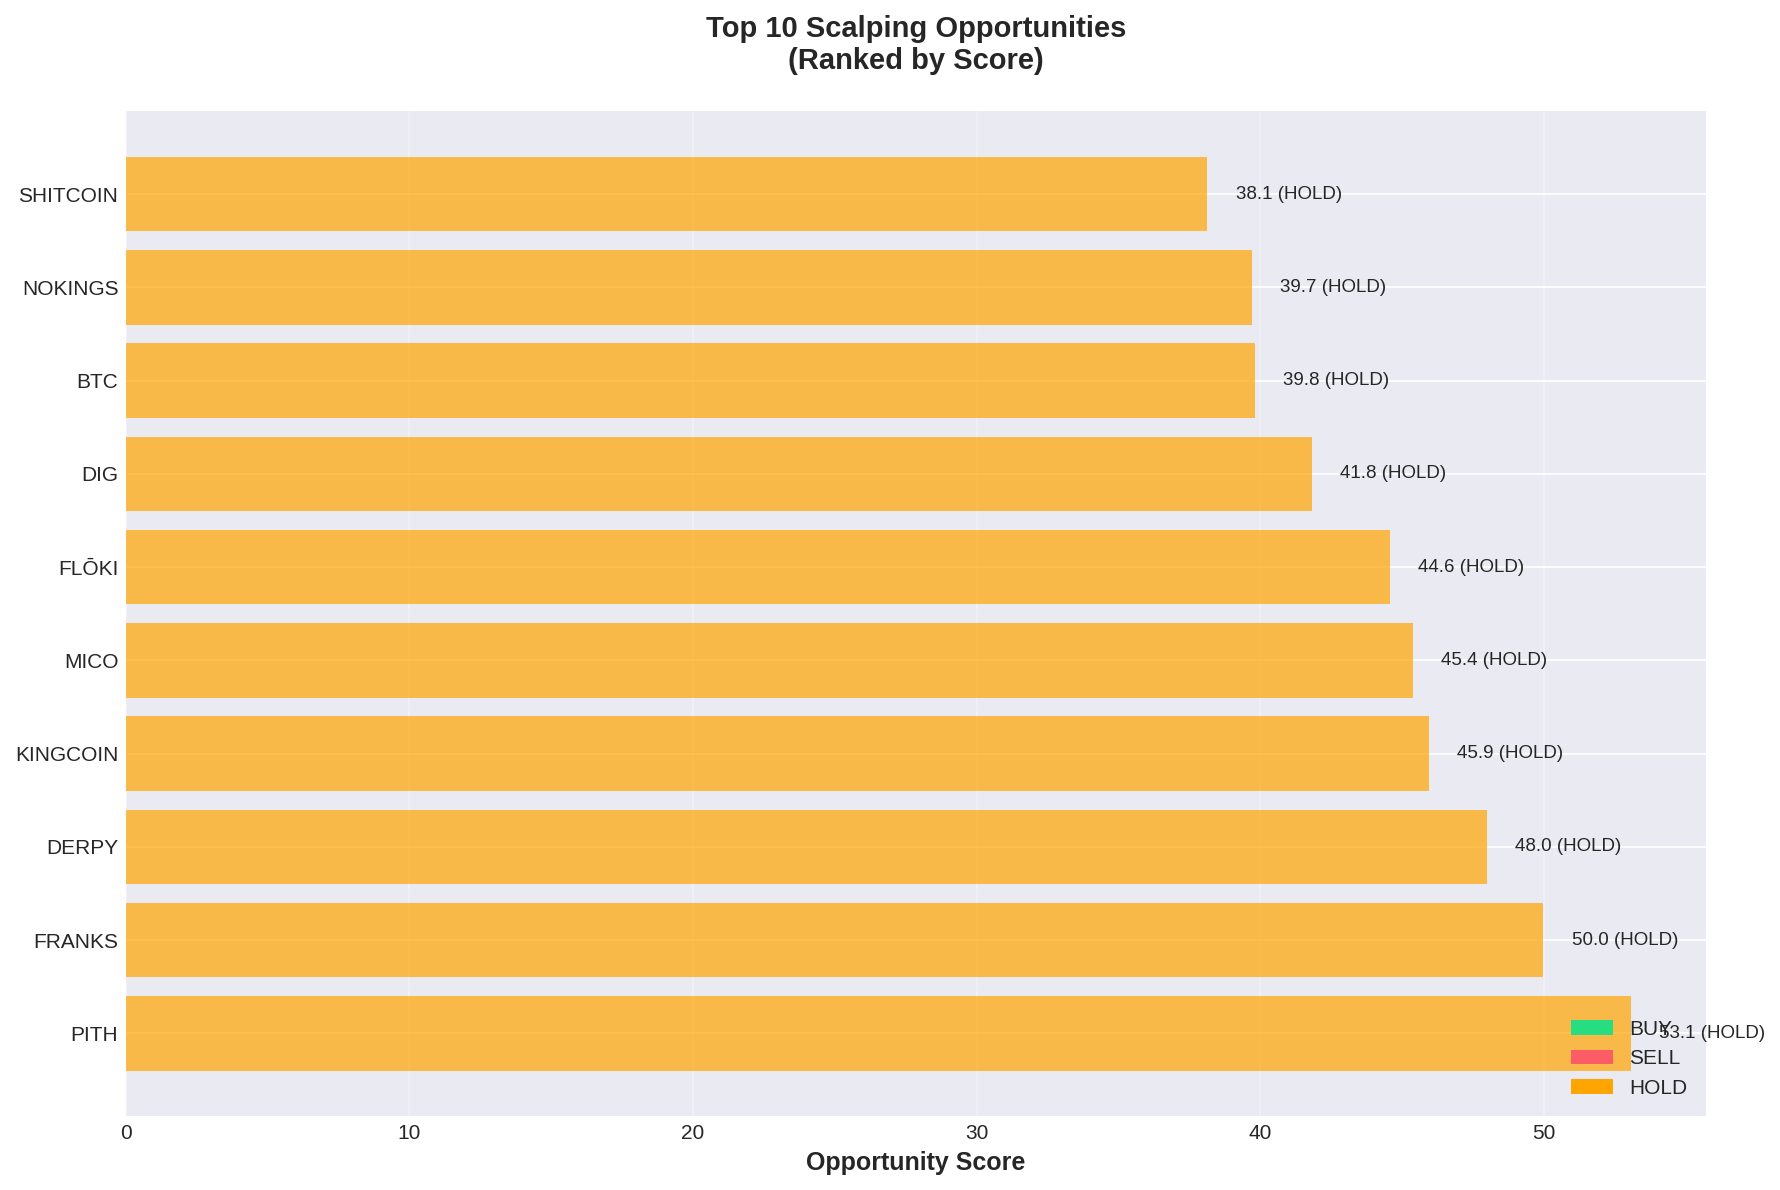 Top 10 Scalping Opportunities
(Ranked by Score)
SHITCOIN
38.1 (HOLD)
NOKINGS
39.7 (HOLD)
BTC
39.8 (HOLD)
DIG
41.8 (HOLD)
FLŌKI
44.6 (HOLD)
MICO
45.4 (HOLD)
KINGCOIN
45.9 (HOLD)
DERPY
48.0 (HOLD)
FRANKS
50.0 (HOLD)
PITH
53.1 (HOLD)
BUY
SELL
HOLD
0 10 20 30 40 50
Opportunity Score